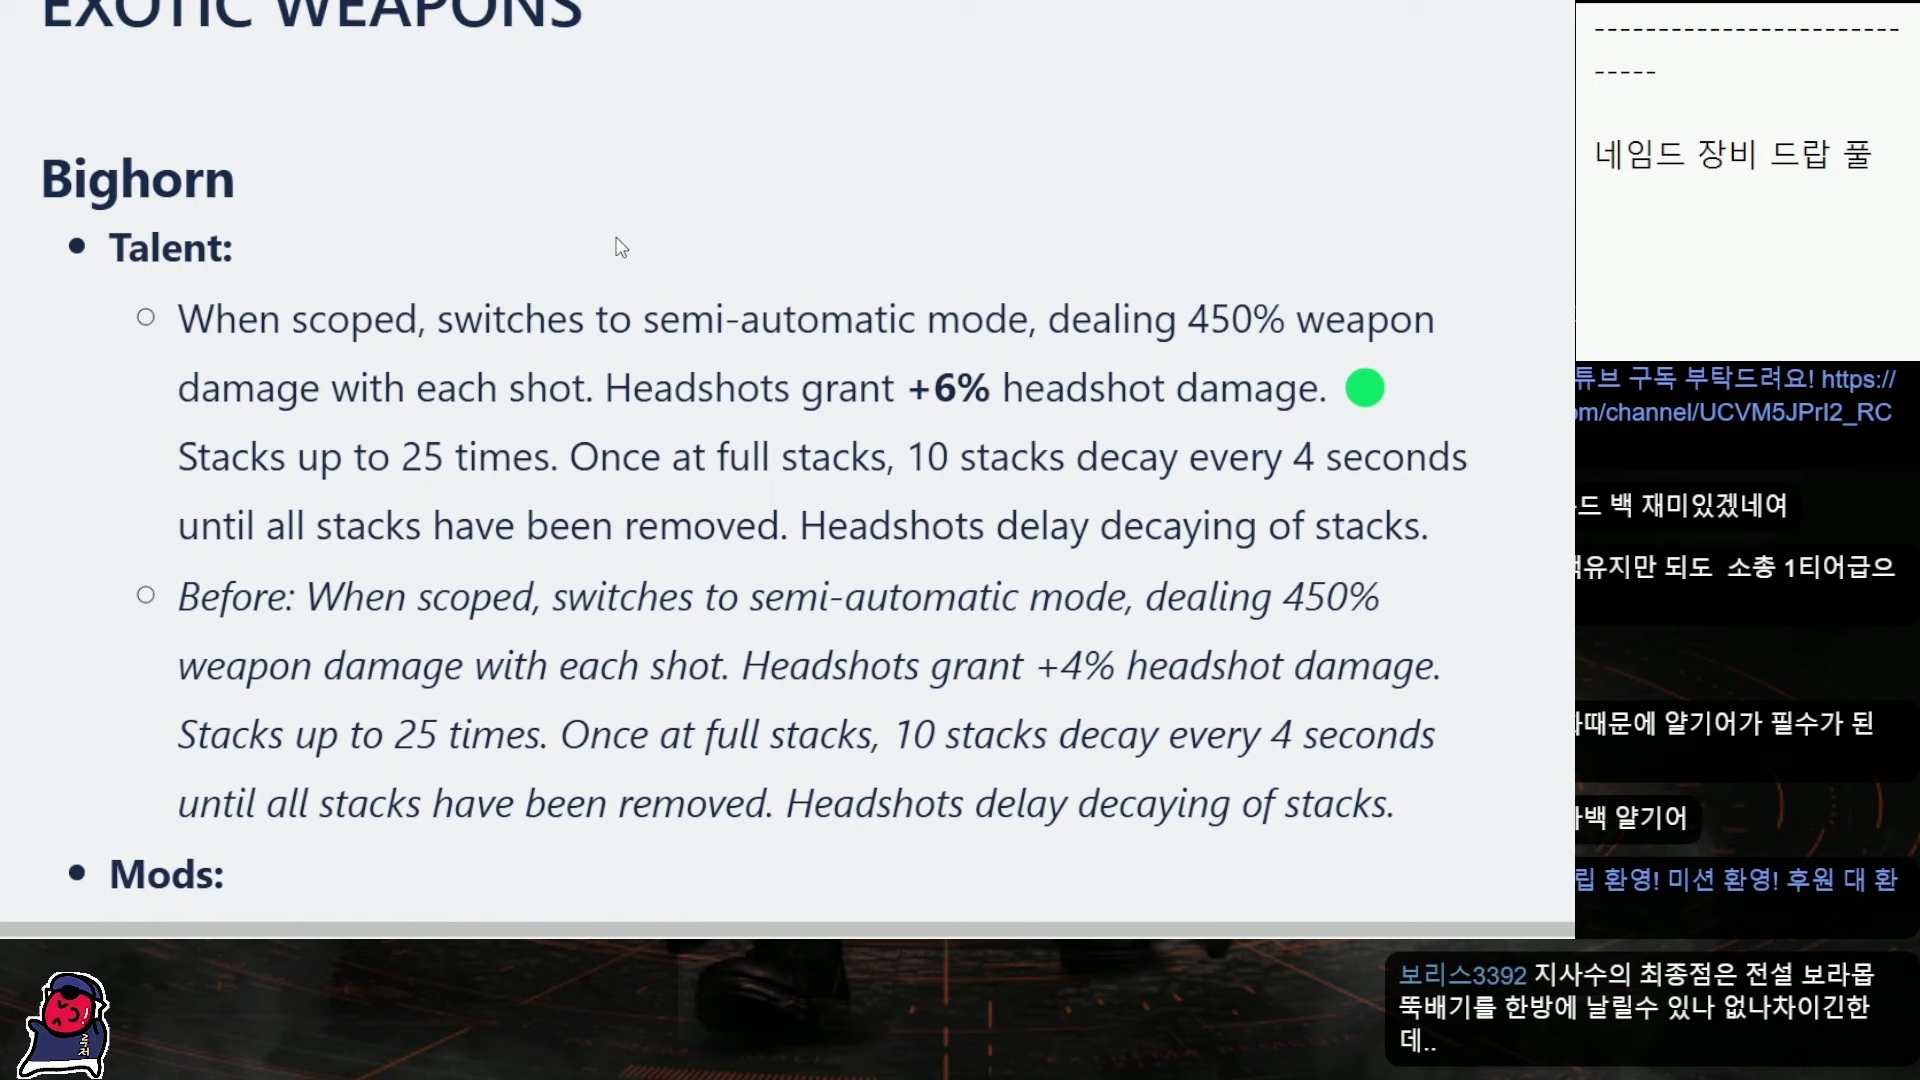 EXOTIC WEAPONS
Bighorn
• Talent:
○ When scoped, switches to semi-automatic mode, dealing 450% weapon
damage with each shot. Headshots grant +6% headshot damage.
Stacks up to 25 times. Once at full stacks, 10 stacks decay every 4 seconds
until all stacks have been removed. Headshots delay decaying of stacks.
○ Before: When scoped, switches to semi-automatic mode, dealing 450%
weapon damage with each shot. Headshots grant +4% headshot damage.
Stacks up to 25 times. Once at full stacks, 10 stacks decay every 4 seconds
until all stacks have been removed. Headshots delay decaying of stacks.
• Mods:
------------------------
-----
네임드 장비 드랍 풀
튜브 구독 부탁드려요! https://
om/channel/UCVM5JPrI2_RC
드 백 재미있겠네여
유지만 되도 소총 1티어급으
때문에 얄기어가 필수가 된
백 얄기어
립 환영! 미션 환영! 후원 대 환
보리스3392 지사수의 최종점은 전설 보라몹
뚝배기를 한방에 날릴수 있나 없나차이긴한
데..